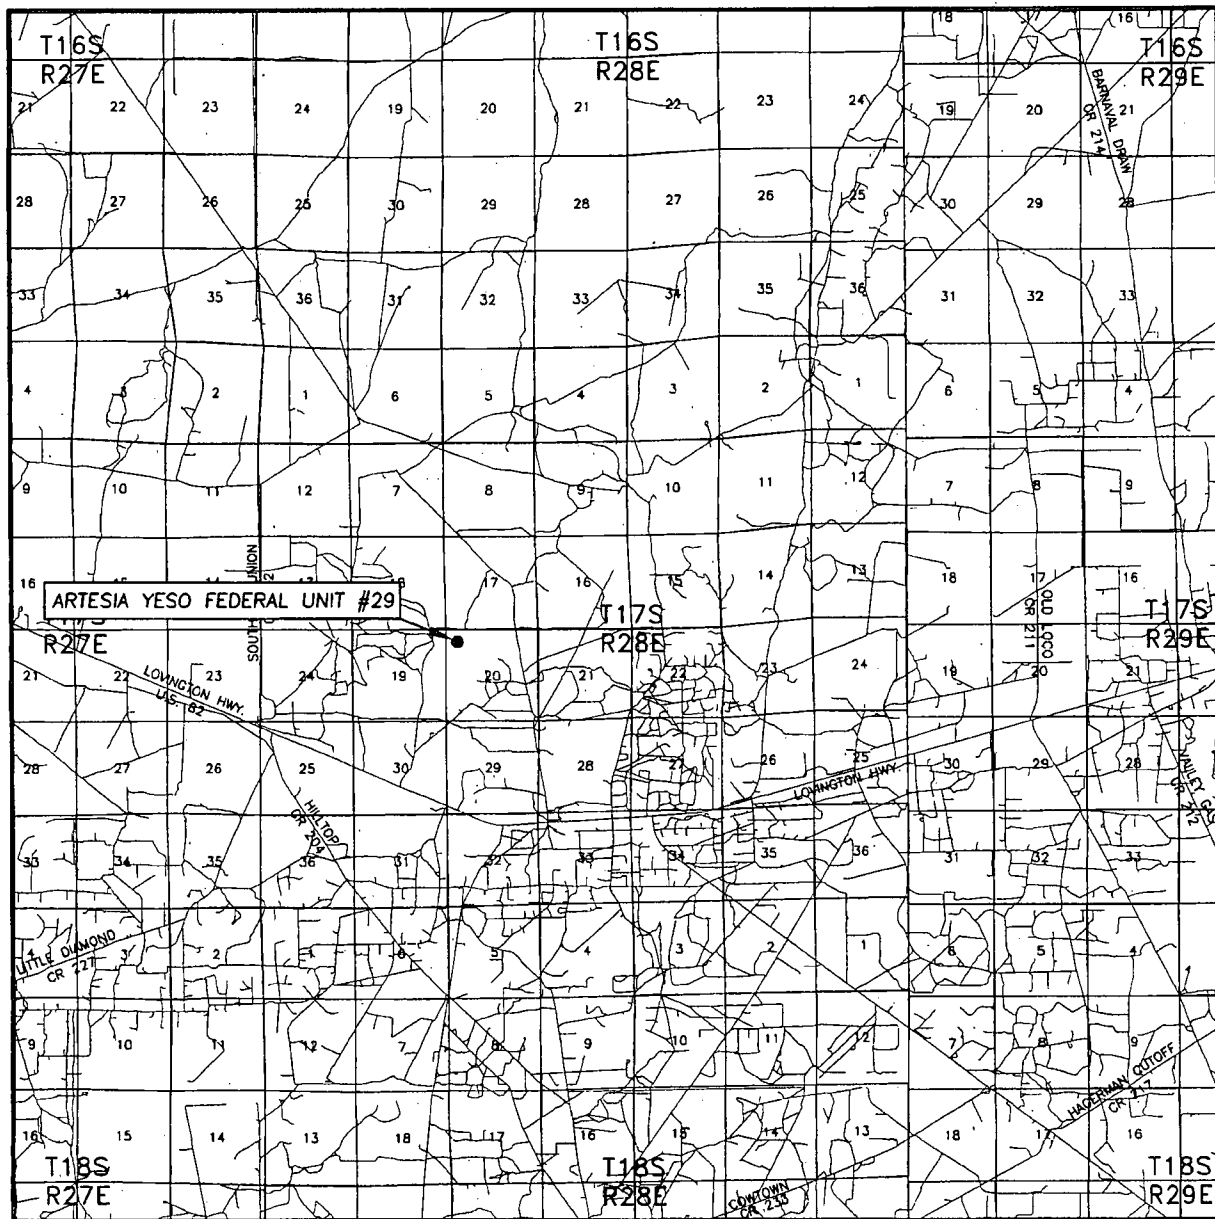 18 17 16
T16S T16S T16S
R27E R28E R29E
21 22 23 24 19 20 21 22 23 24 19 20 21
BARNAVAL DRAW
CR 214
28 27 26 25 30 29 28 27 26 25 30 29 28
33 34 35 36 31 32 33 34 35 36 31 32 33
4 3 2 1 6 5 4 3 2 1 6 5 4
9 10 11 12 7 8 9 10 11 12 7 8 9
16 17 16 15 14 13 18 17 16
ARTESIA YESO FEDERAL UNIT #29
OLD LOCO
CR 211
T17S T17S
R27E R28E R29E
21 22 23 24 19 20 21 22 23 24 19 20 21
LOVINGTON HWY.
U.S. 82
28 27 26 25 30 29 28 27 26 25 30 29 28
LOVINGTON HWY.
HILLTOP
CR 204
CR 212
33 34 35 36 31 32 33 34 35 36 31 32 33
LITTLE DIAMOND
CR 227
4 3 2 1 6 5 4 3 2 1 6 5 4
9 10 11 12 7 8 9 10 11 12 7 8 9
HAGERMAN CUTOFF
CR 217
16 15 14 13 18 17 16 15 14 13 18 17 16
T18S T18S T18S
R27E R28E R29E
COWTOWN
CR 235